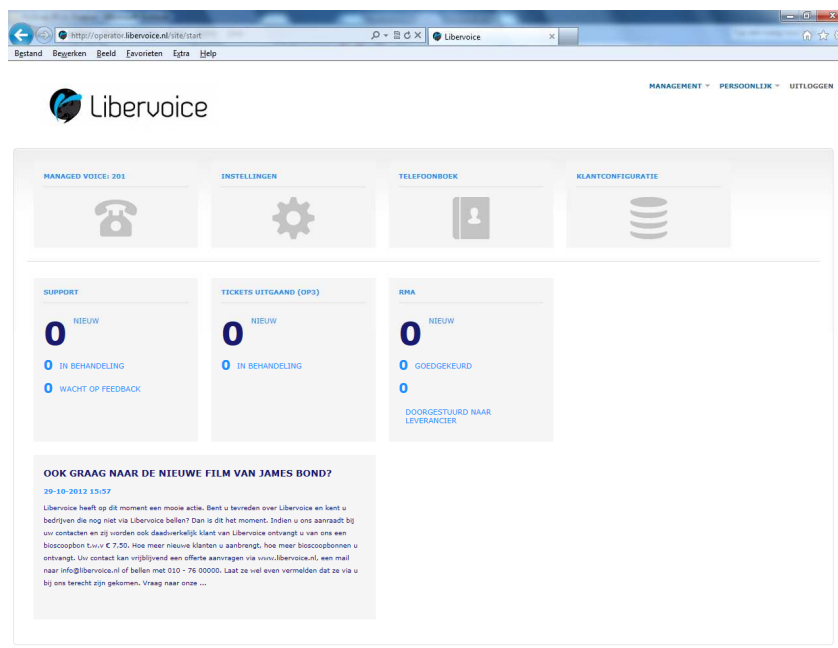 http://operator.libervoice.nl/site/start
Libervoice
Bestand Bewerken Beeld Favorieten Extra Help
Libervoice
MANAGEMENT PERSOONLIJK UITLOGGEN
MANAGED VOICE: 201 INSTELLINGEN TELEFOONBOEK KLANTCONFIGURATIE
SUPPORT TICKETS UITGAAND (OP3) RMA
0 NIEUW 0 NIEUW 0 NIEUW
0 IN BEHANDELING 0 IN BEHANDELING 0 GOEDGEKEURD
0 WACHT OP FEEDBACK 0
DOORGESTUURD NAAR
LEVERANCIER
OOK GRAAG NAAR DE NIEUWE FILM VAN JAMES BOND?
29-10-2012 15:57
Libervoice heeft op dit moment een mooie actie. Bent u tevreden over Libervoice en kent u
bedrijven die nog niet via Libervoice bellen? Dan is dit het moment. Indien u ons aanraadt bij
uw contacten en zij worden ook daadwerkelijk klant van Libervoice ontvangt u van ons een
bioscoopbon t.w.v € 7,50. Hoe meer nieuwe klanten u aanbrengt, hoe meer bioscoopbonnen u
ontvangt. Uw contact kan vrijblijvend een offerte aanvragen via www.libervoice.nl, een mail
naar info@libervoice.nl of bellen met 010 - 76 00000. Laat ze wel even vermelden dat ze via u
bij ons terecht zijn gekomen. Vraag naar onze ...